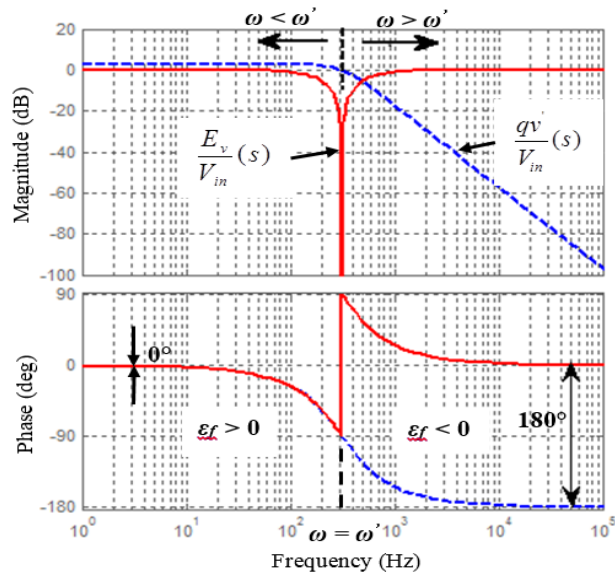 ω < ω’ ω > ω’
20
0
-20
-40
-60
-80
-100
Magnitude (dB)
E_v/V_in (s)
qv'/V_in (s)
90
0
-90
-180
Phase (deg)
0°
ε_f > 0
ε_f < 0
180°
10^0 10^1 10^2 10^3 10^4 10^5
ω = ω’
Frequency (Hz)